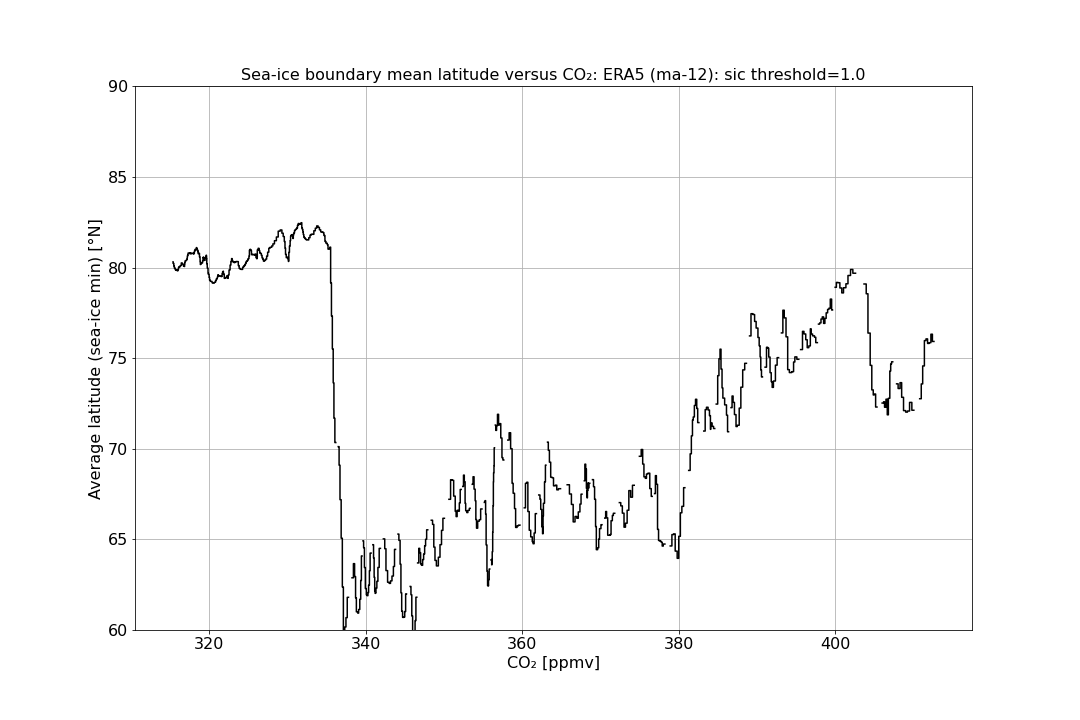 Sea-ice boundary mean latitude versus CO₂: ERA5 (ma-12): sic threshold=1.0
90
85
80
75
70
65
60
Average latitude (sea-ice min) [°N]
320 340 360 380 400
CO₂ [ppmv]